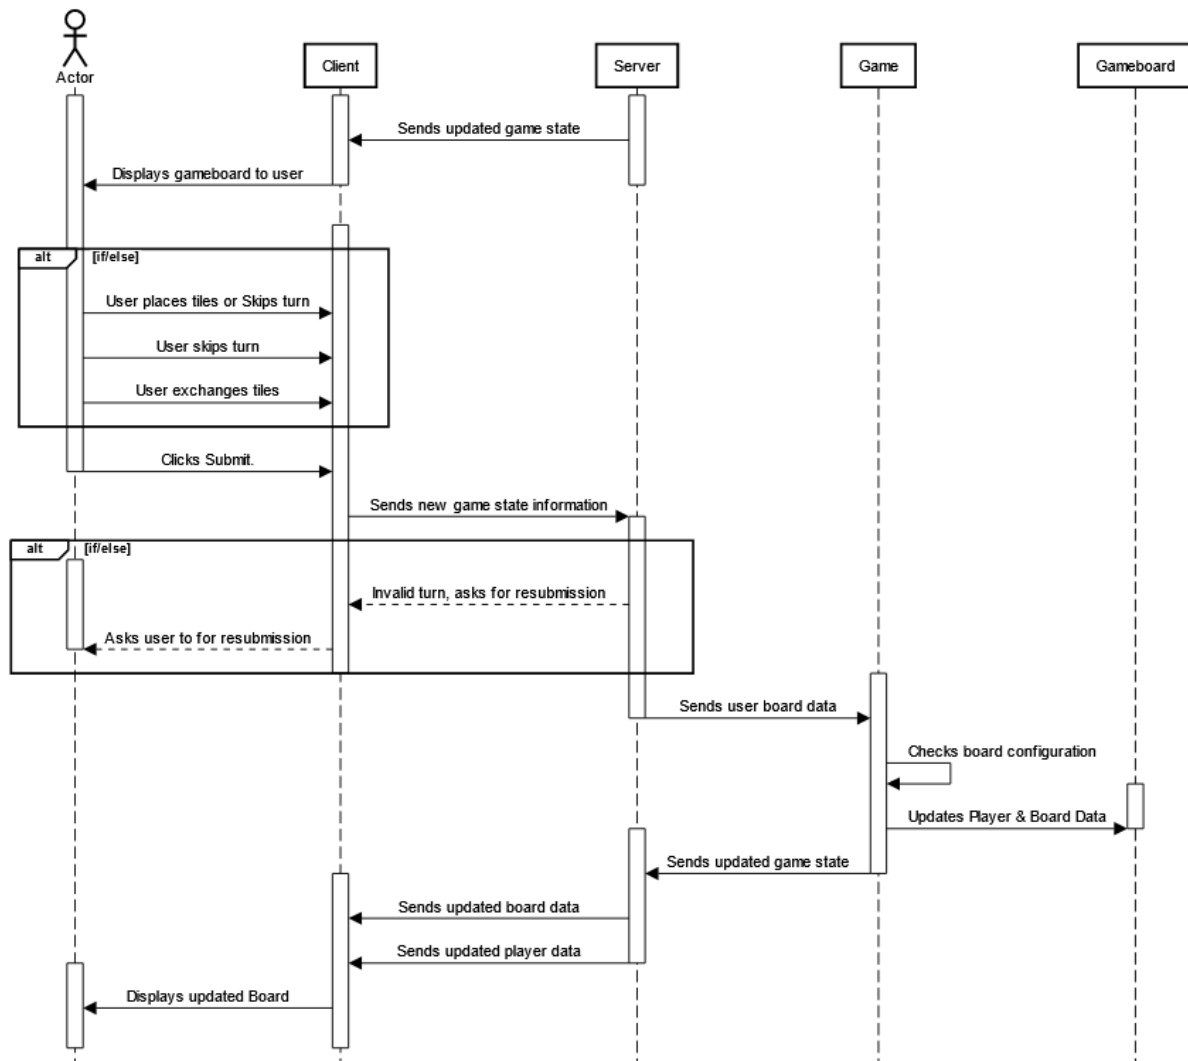 Actor
Client
Server
Game
Gameboard
Sends updated game state
Displays gameboard to user
alt
[if/else]
User places tiles or Skips turn
User skips turn
User exchanges tiles
Clicks Submit.
Sends new game state information
alt
[if/else]
Invalid turn, asks for resubmission
Asks user to for resubmission
Sends user board data
Checks board configuration
Updates Player & Board Data
Sends updated game state
Sends updated board data
Sends updated player data
Displays updated Board